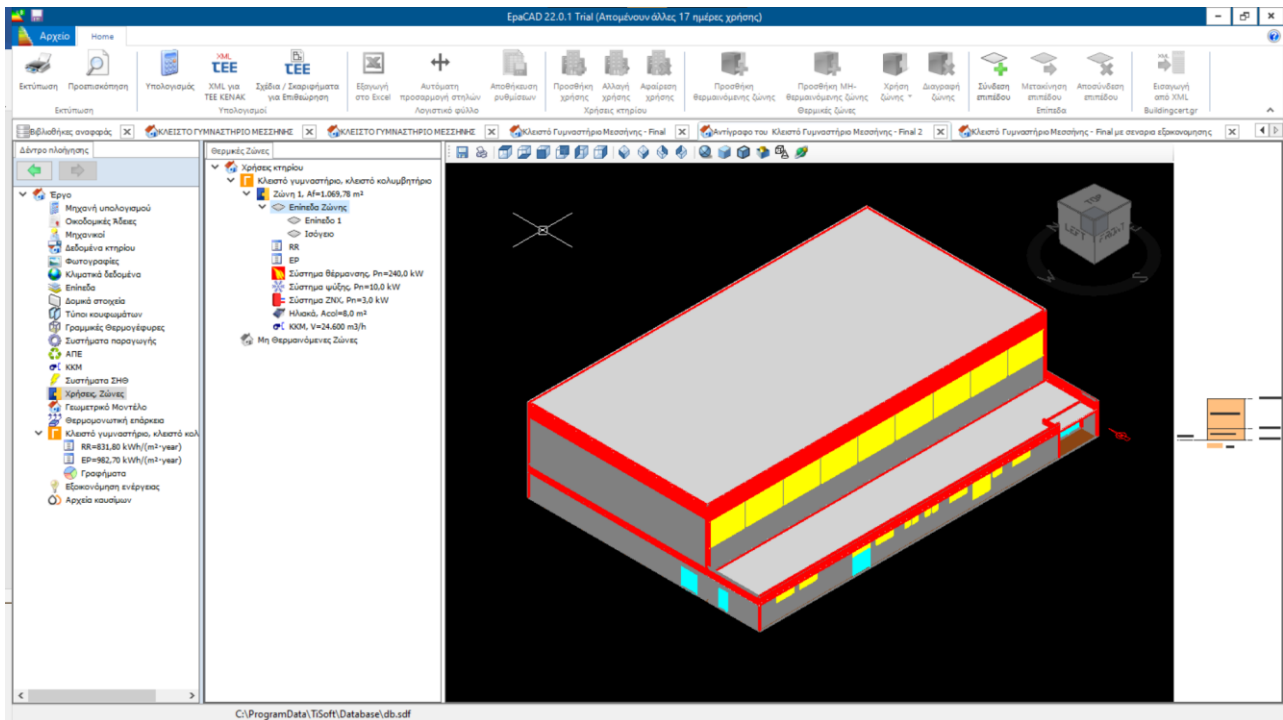 EpaCAD 22.0.1 Trial (Απομένουν άλλες 17 ημέρες χρήσης)
Αρχείο Home
Εκτύπωση Προεπισκόπηση
Εκτύπωση
Υπολογισμός
XML για ΤΕΕ ΚΕΝΑΚ
Σχέδια / Σκαριφήματα για Επιθεώρηση
Υπολογισμοί
Εξαγωγή στο Excel
Αυτόματη προσαρμογή στηλών
Αποθήκευση ρυθμίσεων
Λογιστικό φύλλο
Προσθήκη χρήσης
Αλλαγή χρήσης
Αφαίρεση χρήσης
Χρήσεις κτηρίου
Προσθήκη θερμαινόμενης ζώνης
Προσθήκη ΜΗ-θερμαινόμενης ζώνης
Χρήση ζώνης
Διαγραφή ζώνης
Θερμικές ζώνες
Σύνδεση επιπέδου
Μετακίνηση επιπέδου
Αποσύνδεση επιπέδου
Επίπεδα
Εισαγωγή από XML
Buildingcert.gr
Βιβλιοθήκες αναφοράς
ΚΛΕΙΣΤΟ ΓΥΜΝΑΣΤΗΡΙΟ ΜΕΣΣΗΝΗΣ
ΚΛΕΙΣΤΟ ΓΥΜΝΑΣΤΗΡΙΟ ΜΕΣΣΗΝΗΣ
Κλειστό Γυμναστήριο Μεσσήνης - Final
Αντίγραφο του Κλειστό Γυμναστήριο Μεσσήνης - Final 2
Κλειστό Γυμναστήριο Μεσσήνης - Final με σεναρια εξοικονομησης
Δέντρο πλοήγησης
Έργο
Μηχανή υπολογισμού
Οικοδομικές Άδειες
Μηχανικοί
Δεδομένα κτηρίου
Φωτογραφίες
Κλιματικά δεδομένα
Επίπεδα
Δομικά στοιχεία
Τύποι κουφωμάτων
Γραμμικές Θερμογέφυρες
Συστήματα παραγωγής
ΑΠΕ
ΚΚΜ
Συστήματα ΣΗΘ
Χρήσεις, Ζώνες
Γεωμετρικό Μοντέλο
Θερμομονωτική επάρκεια
Κλειστό γυμναστήριο, κλειστό κολ
RR=831,80 kWh/(m²·year)
EP=982,70 kWh/(m²·year)
Γραφήματα
Εξοικονόμηση ενέργειας
Αρχεία καυσίμων
Θερμικές Ζώνες
Χρήσεις κτηρίου
Κλειστό γυμναστήριο, κλειστό κολυμβητήριο
Ζώνη 1, Af=1.069,78 m²
Επίπεδα Ζώνης
Επίπεδο 1
Ισόγειο
RR
EP
Σύστημα θέρμανσης, Pn=240,0 kW
Σύστημα ψύξης, Pn=10,0 kW
Σύστημα ΖΝΧ, Pn=3,0 kW
Ηλιακά, Acol=8,0 m²
ΚΚΜ, V=24.600 m3/h
Μη Θερμαινόμενες Ζώνες
TOP
LEFT
FRONT
W
S
C:\ProgramData\TiSoft\Database\db.sdf